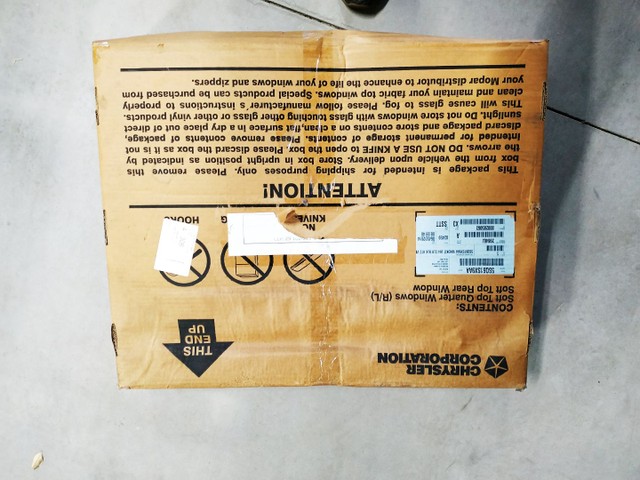 CHRYSLER
CORPORATION
THIS
END
UP
CONTENTS:
Soft Top Quarter Windows (R/L)
Soft Top Rear Window
5SQ61SX9AA
NO
KNIVE
HOOKS
ATTENTION!
This package is intended for shipping purposes only. Please remove
from box from the vehicle upon delivery. Store box in upright position as indicated by
the arrows. DO NOT USE A KNIFE to open the box. Please discard the box as it is not
intended for permanent storage of contents. Please remove contents of package,
discard package and store contents on a clean, flat surface in a dry place out of direct
sunlight. Do not store windows with glass touching other glass or other vinyl products.
This will cause glass to fog. Please follow manufacturer's instructions to properly
clean and maintain your fabric top windows. Special products can be purchased from
your Mopar distributor to enhance the life of your windows and zippers.